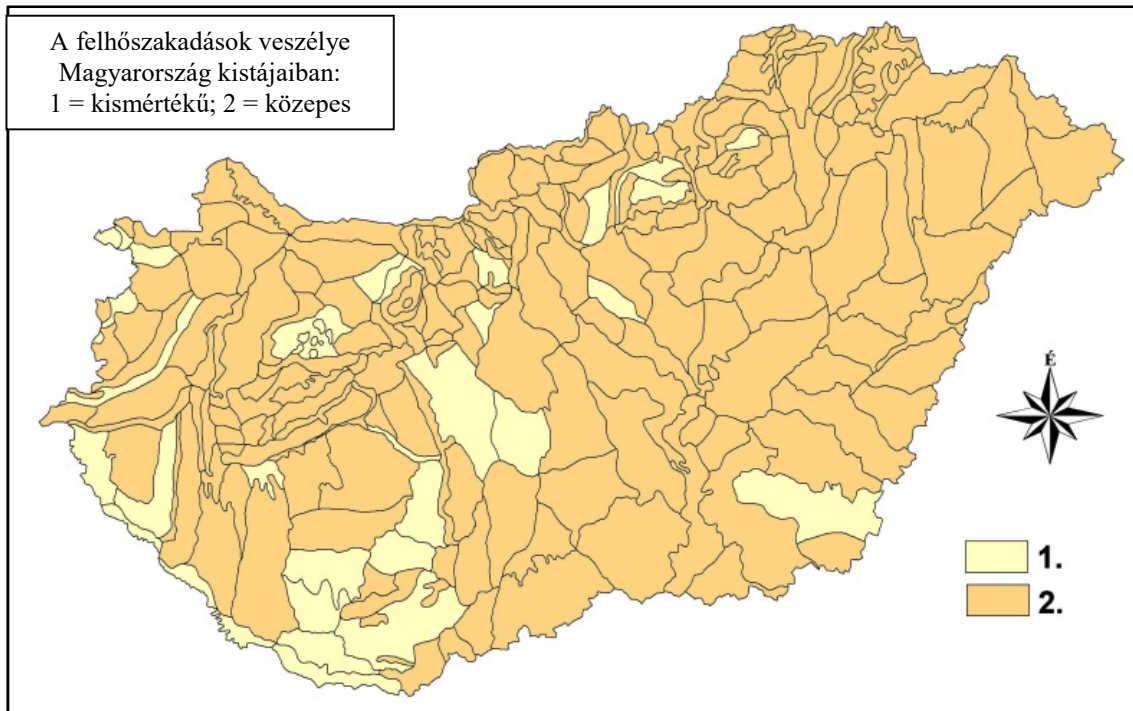 A felhőszakadások veszélye
Magyarország kistájaiban:
1 = kismértékű; 2 = közepes
É
1.
2.